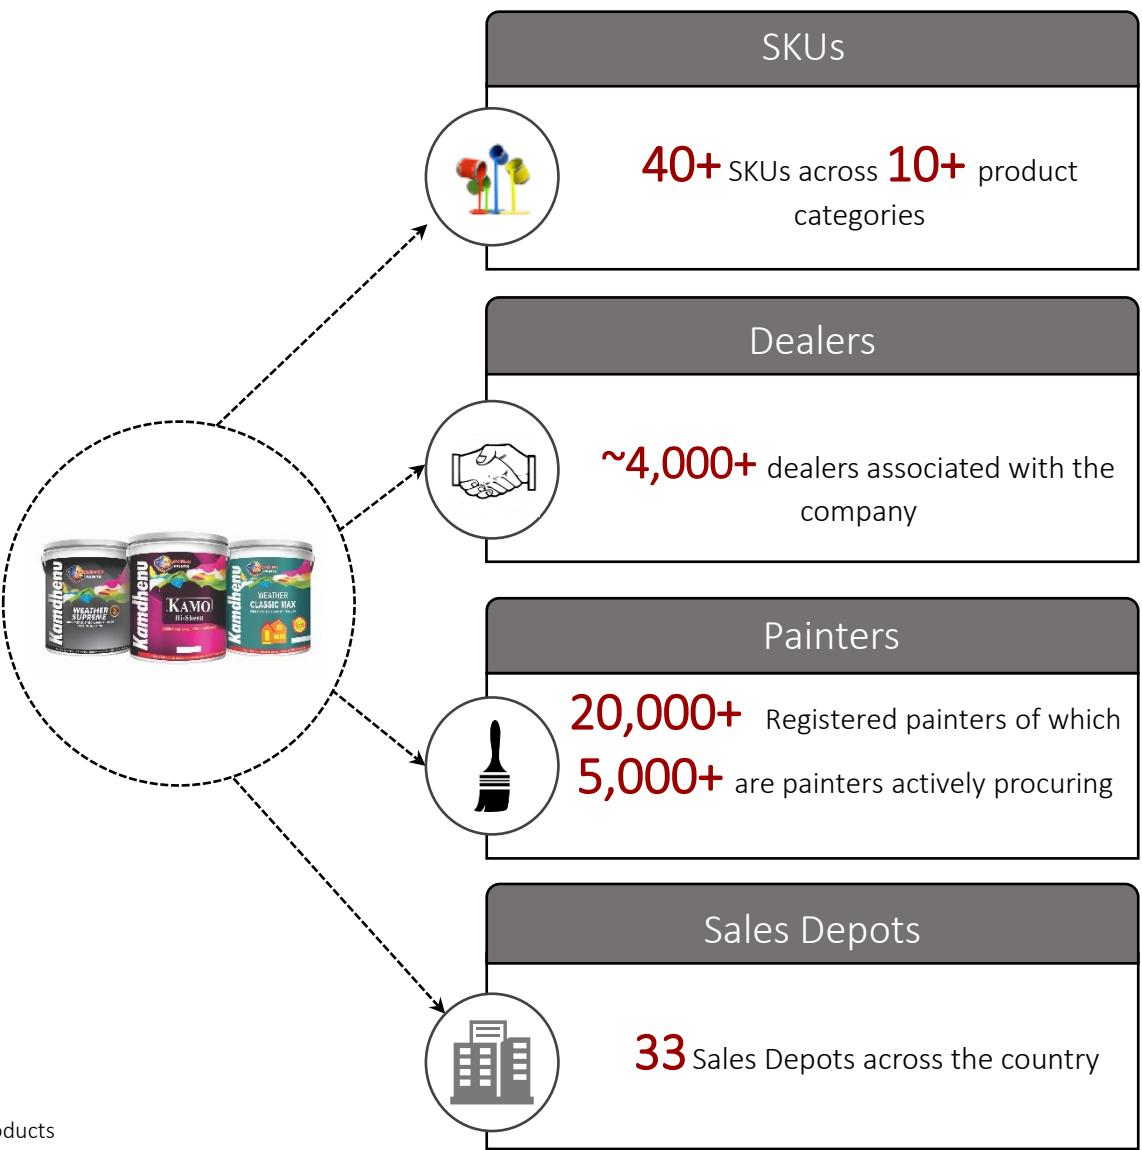 SKUs
40+ SKUs across 10+ product
categories
Dealers
~4,000+ dealers associated with the
company
Kamdhenu
WEATHER
SUPREME
Kamdhenu
KAMO
Hi-Sheen
Kamdhenu
WEATHER
CLASSIC MAX
Painters
20,000+ Registered painters of which
5,000+ are painters actively procuring
Sales Depots
33 Sales Depots across the country
oducts